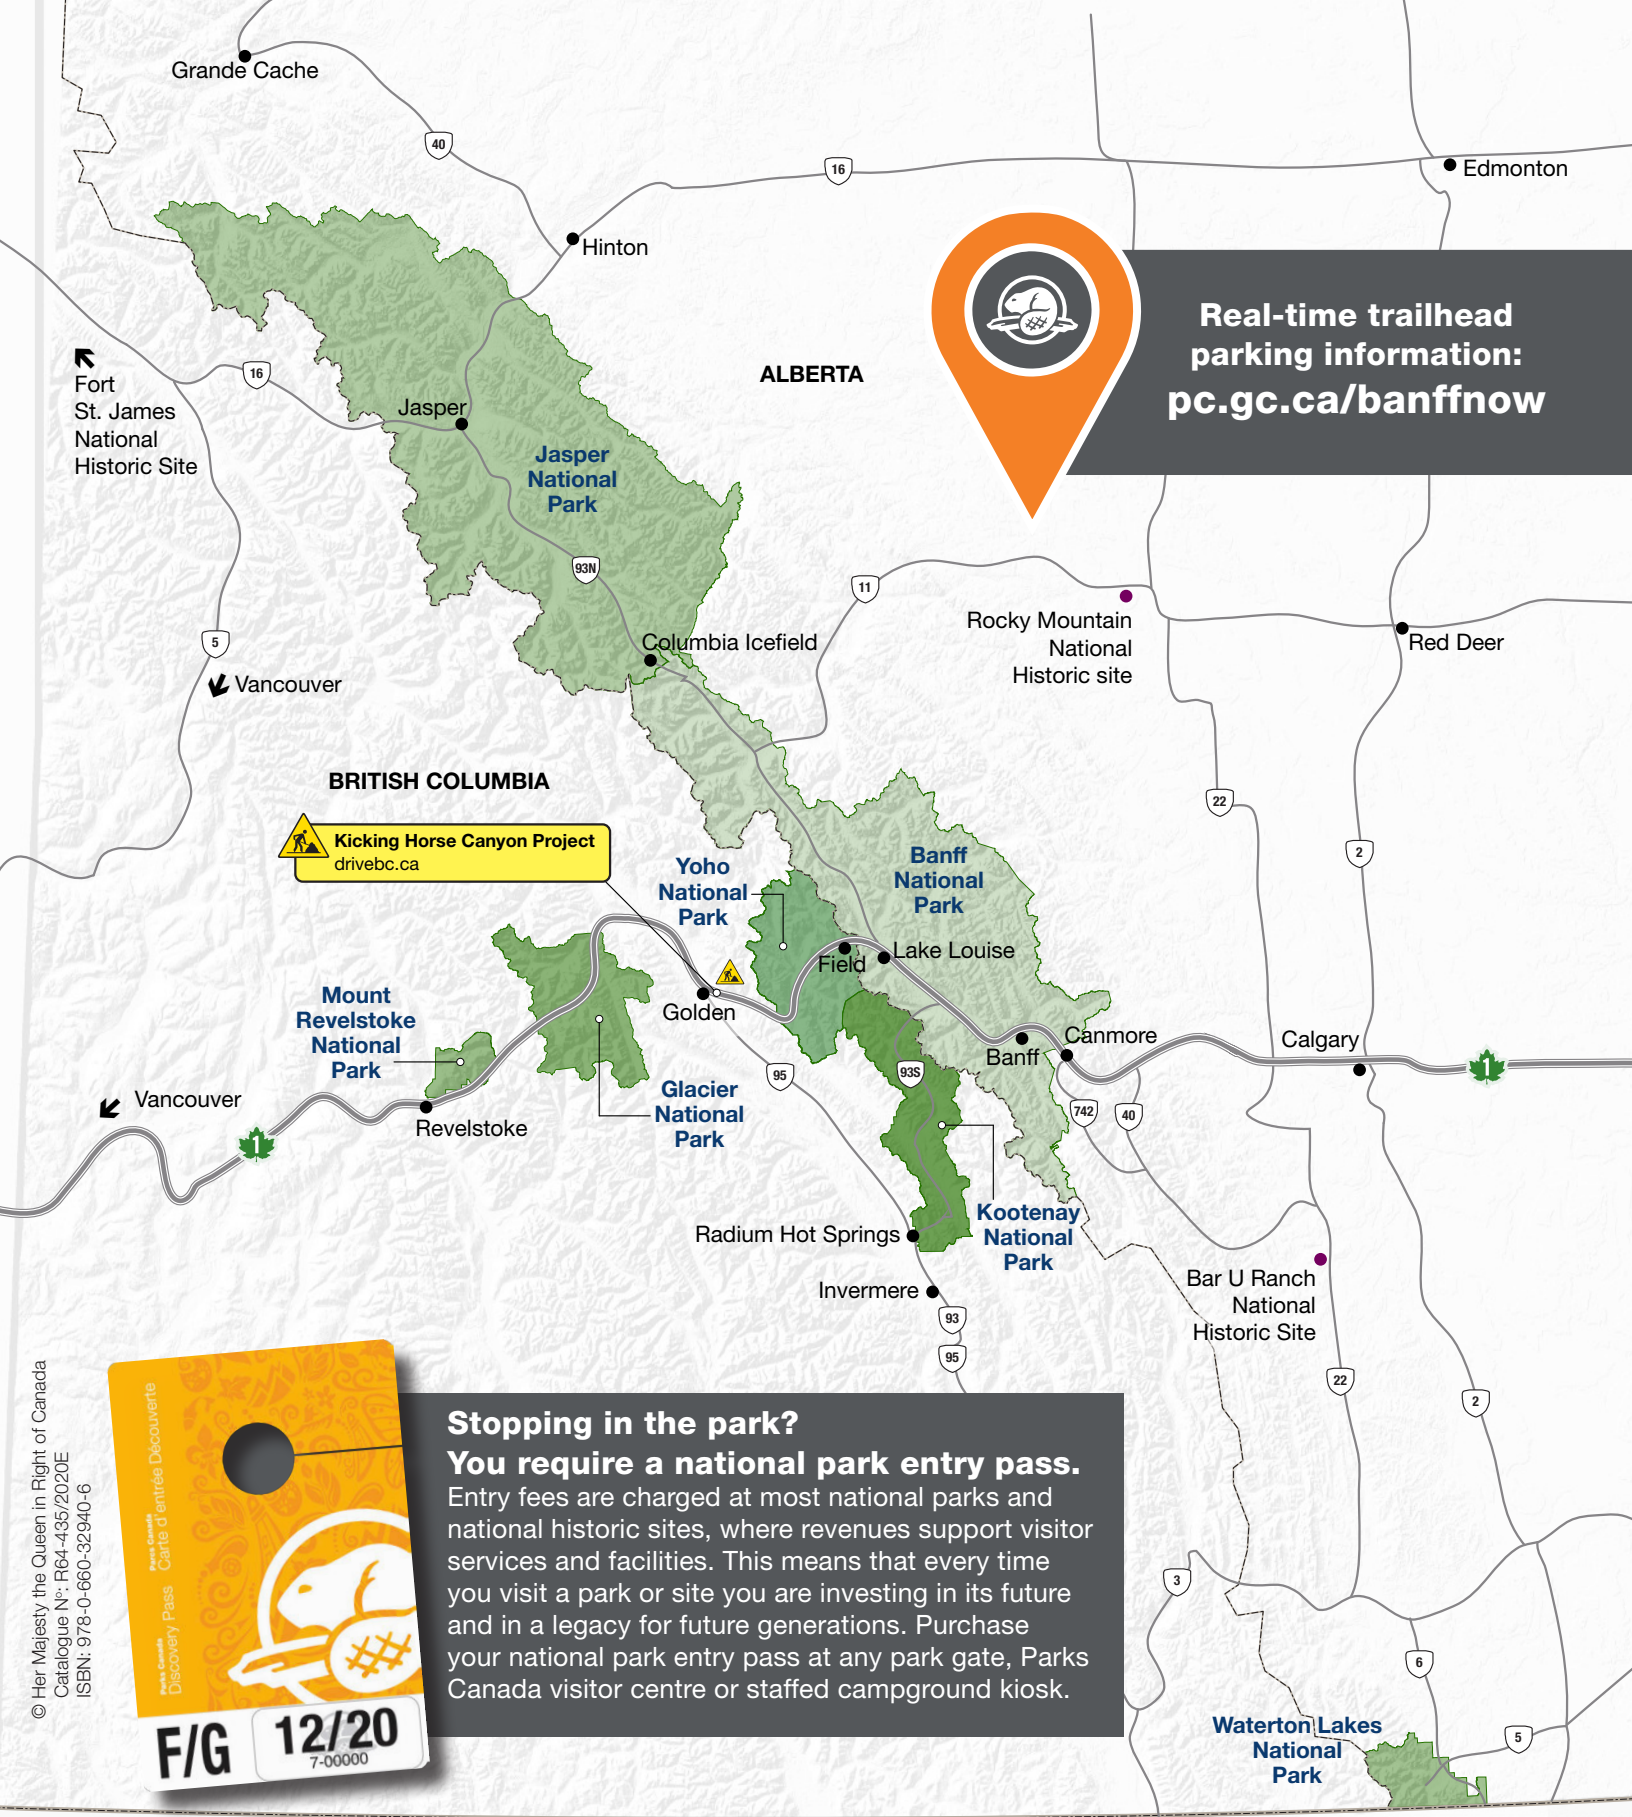 Grande Cache
40
16
Edmonton
Hinton
Real-time trailhead
parking information:
pc.gc.ca/banffnow
ALBERTA
16
Fort
St. James
National
Historic Site
Jasper
Jasper
National
Park
93N
11
Rocky Mountain
National
Historic site
Red Deer
5
Vancouver
Columbia Icefield
BRITISH COLUMBIA
22
2
Kicking Horse Canyon Project
drivebc.ca
Yoho
National
Park
Banff
National
Park
Field
Lake Louise
Golden
Mount
Revelstoke
National
Park
Banff
Canmore
Calgary
1
95
93S
Glacier
National
Park
742
40
Vancouver
1
Revelstoke
Kootenay
National
Park
Radium Hot Springs
Invermere
Bar U Ranch
National
Historic Site
93
95
22
2
© Her Majesty the Queen in Right of Canada
Catalogue Nº: R64-435/2020E
ISBN: 978-0-660-32940-6
Parks Canada
Discovery Pass
Parcs Canada
Carte d'entrée Découverte
F/G
12/20
7-00000
Stopping in the park?
You require a national park entry pass.
Entry fees are charged at most national parks and
national historic sites, where revenues support visitor
services and facilities. This means that every time
you visit a park or site you are investing in its future
and in a legacy for future generations. Purchase
your national park entry pass at any park gate, Parks
Canada visitor centre or staffed campground kiosk.
3
6
5
Waterton Lakes
National
Park